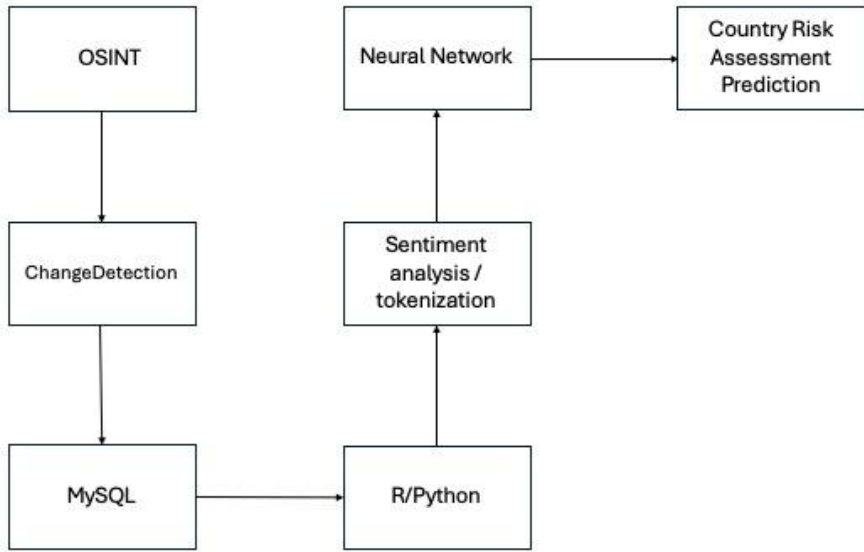 OSINT
Neural Network
Country Risk
Assessment
Prediction
ChangeDetection
Sentiment
analysis /
tokenization
MySQL
R/Python